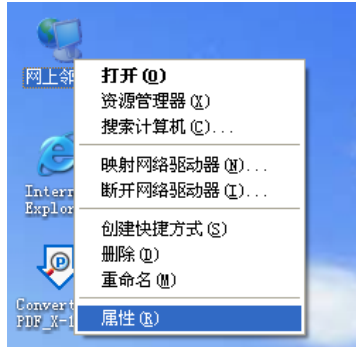 网上邻
打开(O)
资源管理器(X)
搜索计算机(C)...
映射网络驱动器(N)...
断开网络驱动器(I)...
Intern
Explor
创建快捷方式(S)
删除(D)
重命名(M)
Convert
PDF_X-1
属性(R)